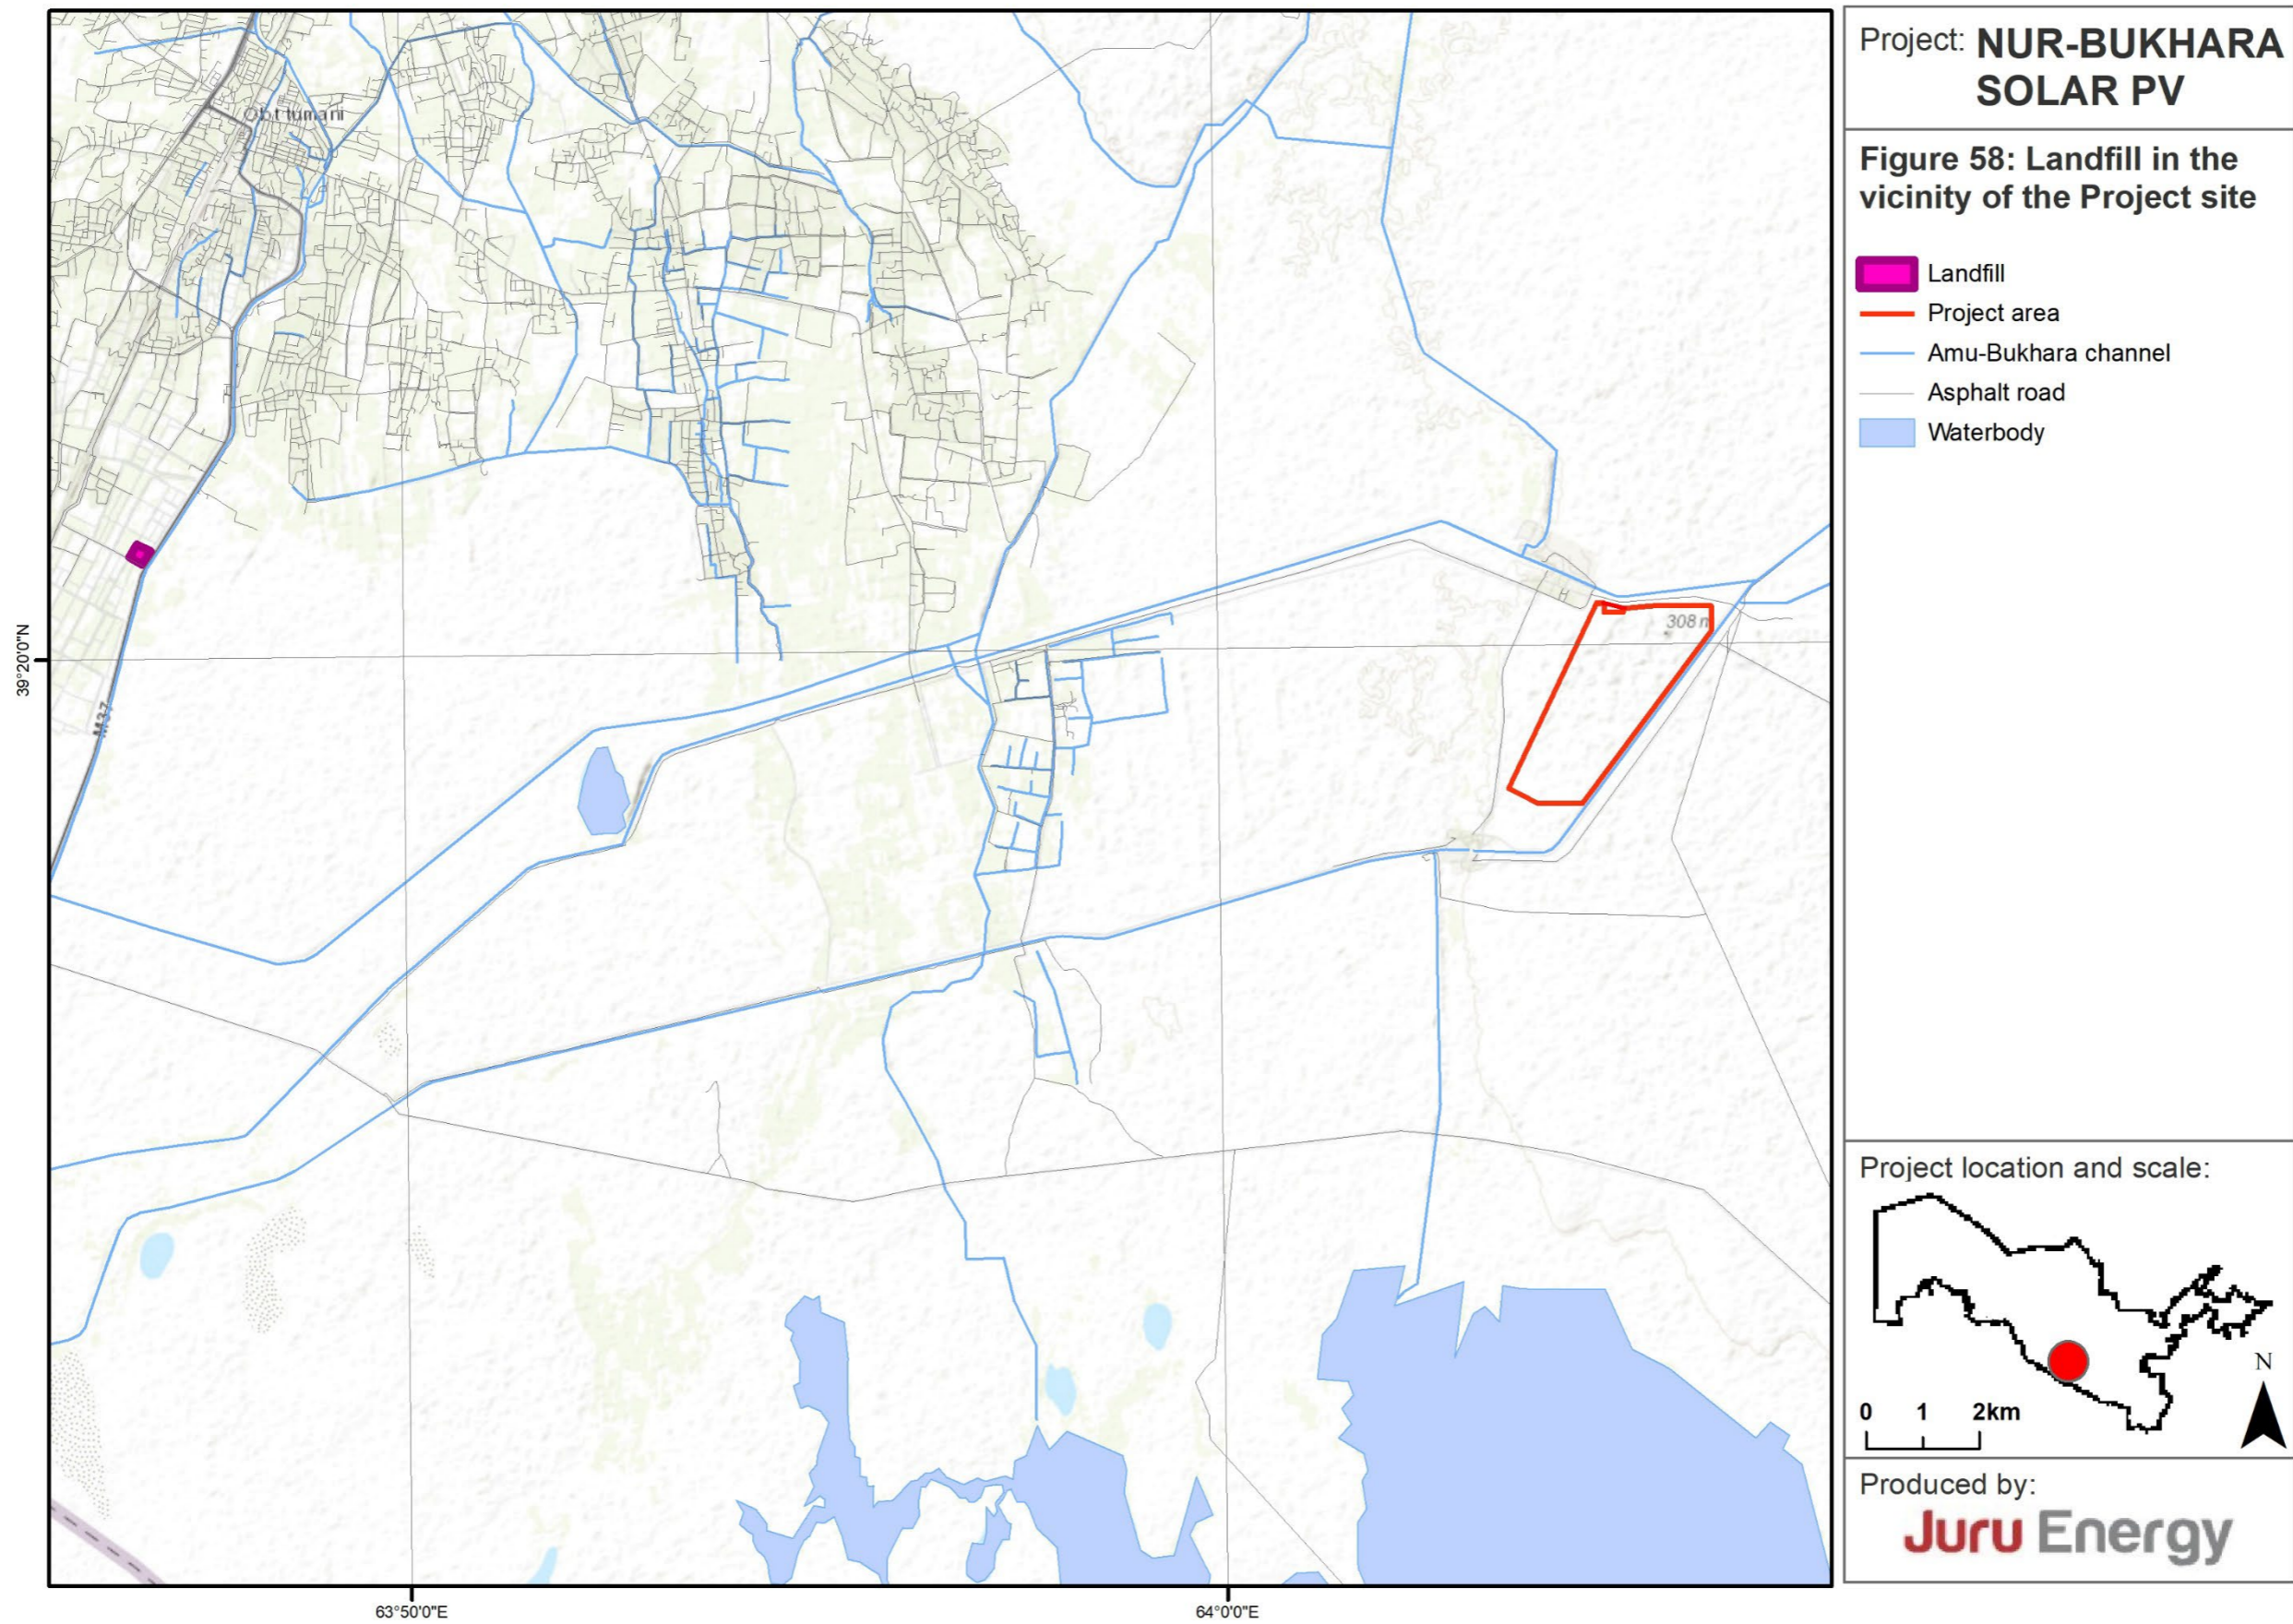 Project: NUR-BUKHARA
SOLAR PV
Figure 58: Landfill in the
vicinity of the Project site
Landfill
Project area
Amu-Bukhara channel
Asphalt road
Waterbody
308 m
39°20'0"N
M37
63°50'0"E
64°0'0"E
Project location and scale:
N
0 1 2km
Produced by:
Juru Energy